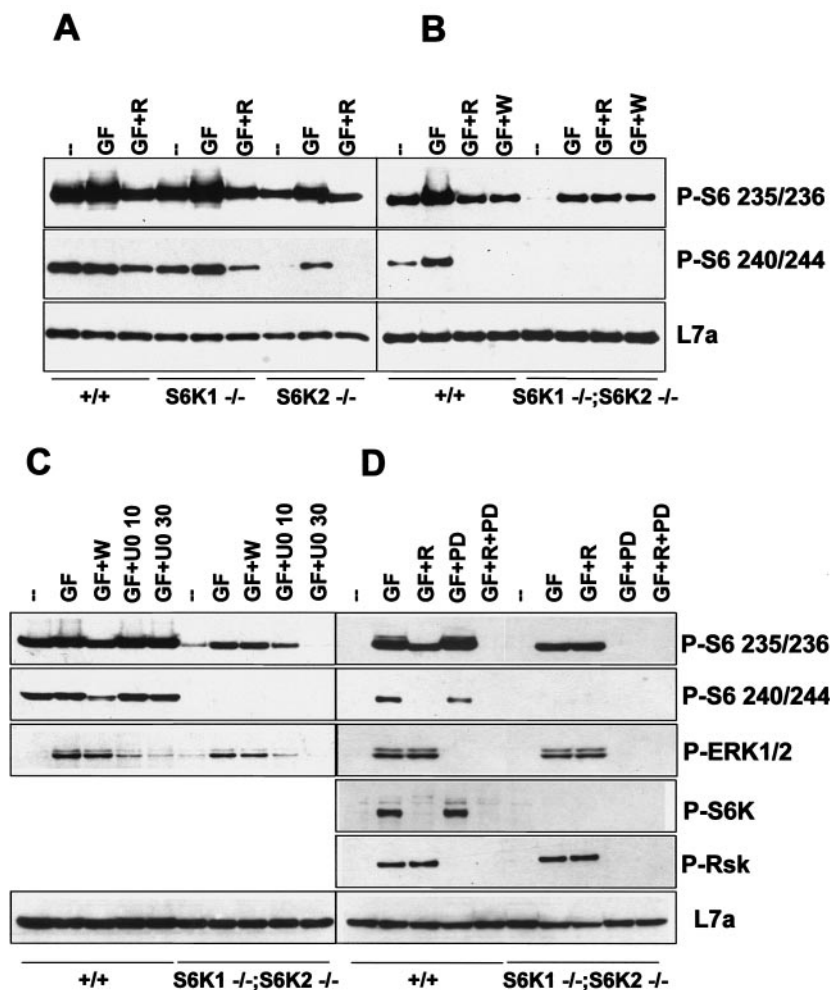 A B
-- GF GF+R -- GF GF+R -- GF GF+R -- GF GF+R GF+W -- GF GF+R GF+W
P-S6 235/236
P-S6 240/244
L7a
+/+ S6K1 -/- S6K2 -/- +/+ S6K1 -/-;S6K2 -/-
C D
-- GF GF+W GF+U0 10 GF+U0 30 -- GF GF+W GF+U0 10 GF+U0 30 -- GF GF+R GF+PD GF+R+PD -- GF GF+R GF+PD GF+R+PD
P-S6 235/236
P-S6 240/244
P-ERK1/2
P-S6K
P-Rsk
L7a
+/+ S6K1 -/-;S6K2 -/- +/+ S6K1 -/-;S6K2 -/-